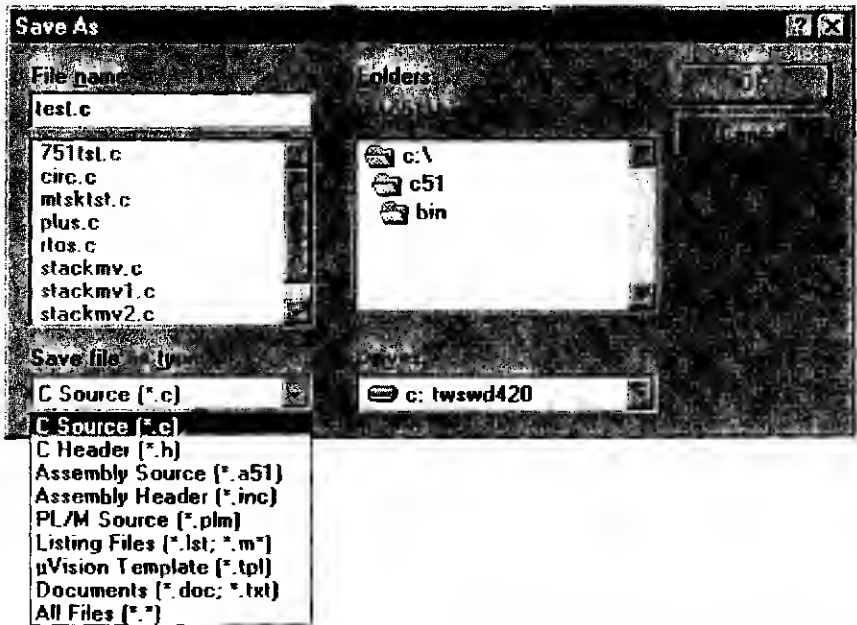 Save As
File name
Folders:
test.c
751tst.c
circ.c
mtsktst.c
plus.c
rtos.c
stackmv.c
stackmv1.c
stackmv2.c
c:\
c51
bin
Cancel
Save file
C Source (*.c)
c: twswd420
C Source (*.c)
C Header (*.h)
Assembly Source (*.a51)
Assembly Header (*.inc)
PL/M Source (*.plm)
Listing Files (*.lst; *.m*)
µVision Template (*.tpl)
Documents (*.doc; *.txt)
All Files (*.*)